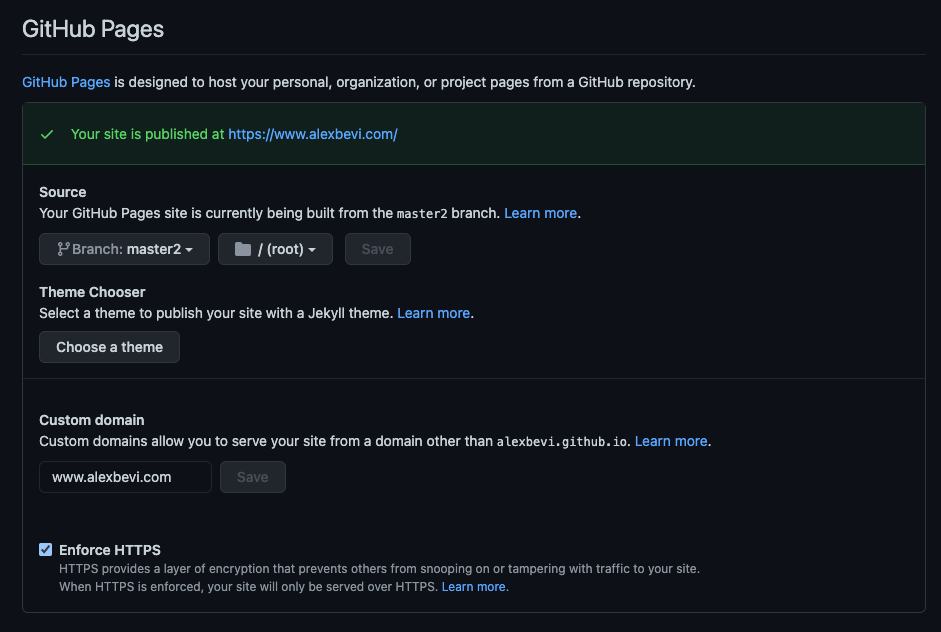 GitHub Pages
GitHub Pages is designed to host your personal, organization, or project pages from a GitHub repository.
Your site is published at https://www.alexbevi.com/
Source
Your GitHub Pages site is currently being built from the master2 branch. Learn more.
Branch: master2 / (root) Save
Theme Chooser
Select a theme to publish your site with a Jekyll theme. Learn more.
Choose a theme
Custom domain
Custom domains allow you to serve your site from a domain other than alexbevi.github.io. Learn more.
www.alexbevi.com Save
Enforce HTTPS
HTTPS provides a layer of encryption that prevents others from snooping on or tampering with traffic to your site.
When HTTPS is enforced, your site will only be served over HTTPS. Learn more.